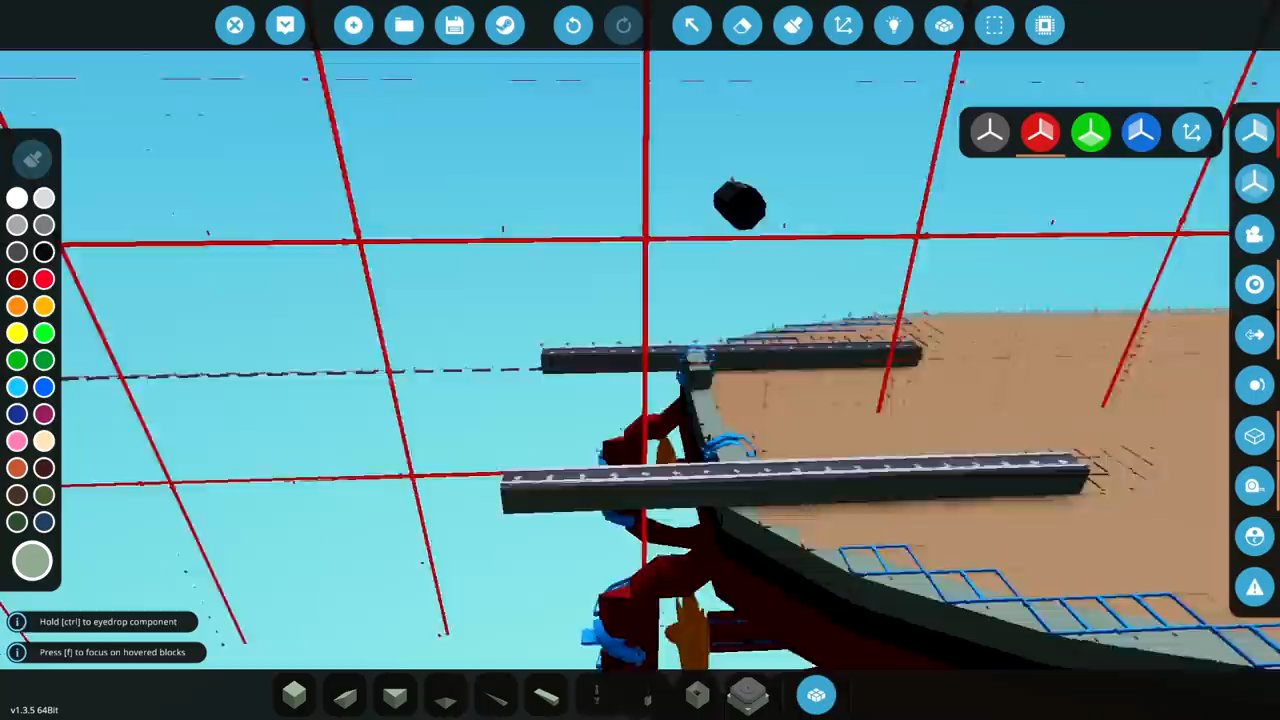 Hold [ctrl] to eyedrop component
Press [f] to focus on hovered blocks
v1.3.5 64Bit